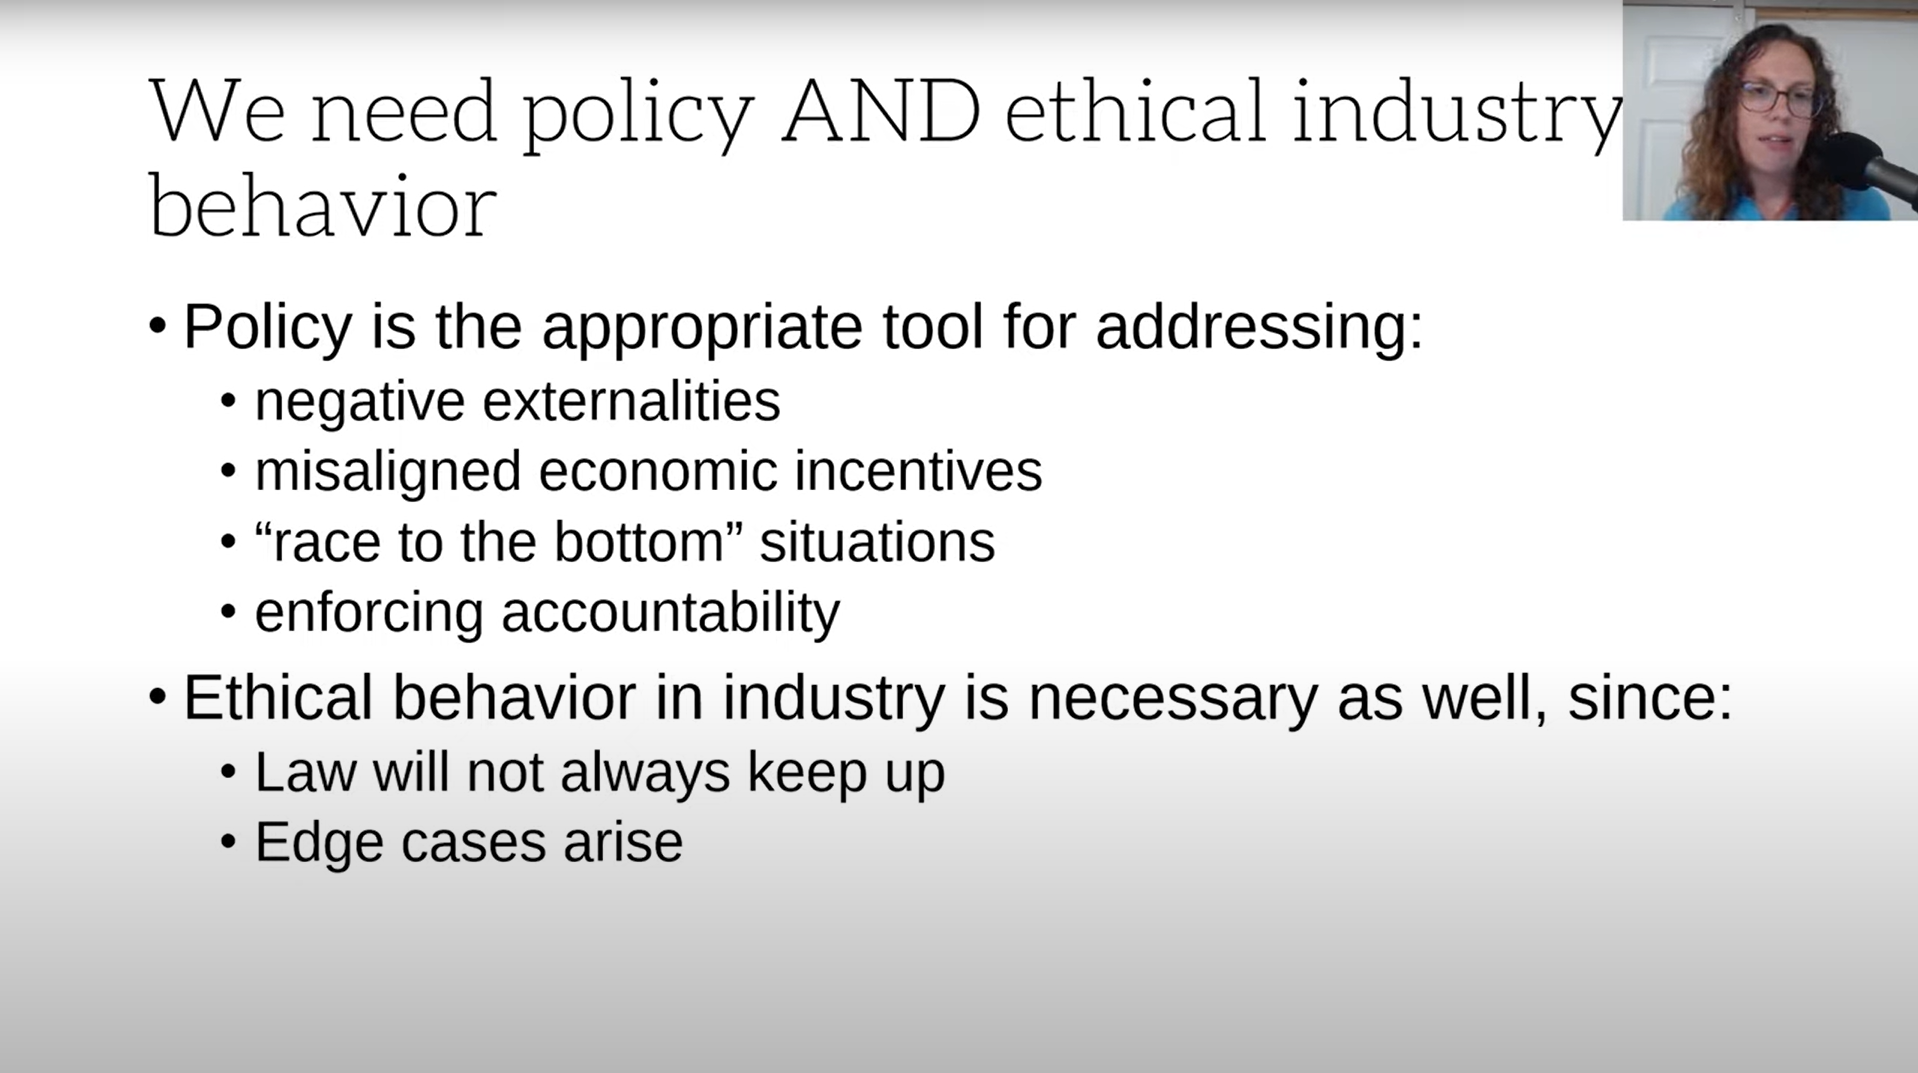 We need policy AND ethical industry
behavior
• Policy is the appropriate tool for addressing:
• negative externalities
• misaligned economic incentives
• “race to the bottom” situations
• enforcing accountability
• Ethical behavior in industry is necessary as well, since:
• Law will not always keep up
• Edge cases arise